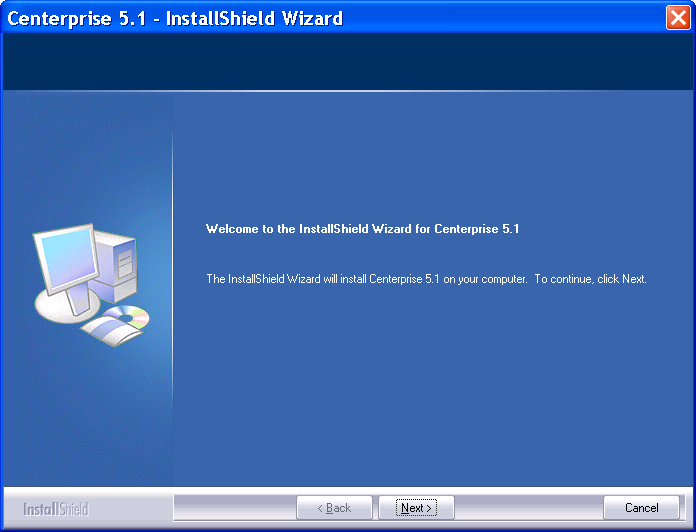 Centerprise 5.1 - InstallShield Wizard
Welcome to the InstallShield Wizard for Centerprise 5.1
The InstallShield Wizard will install Centerprise 5.1 on your computer. To continue, click Next.
InstallShield
< Back
Next >
Cancel